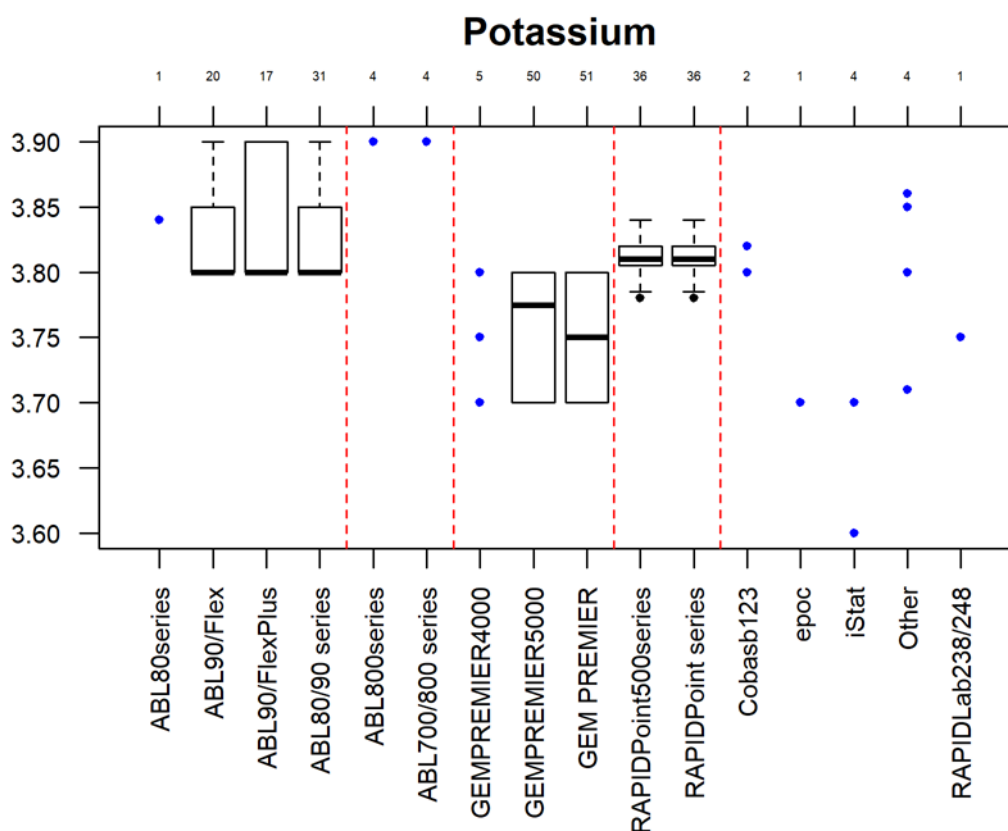 Potassium
1 20 17 31 4 4 5 50 51 36 36 2 1 4 4 1
3.90
3.85
3.80
3.75
3.70
3.65
3.60
ABL80series
ABL90/Flex
ABL90/FlexPlus
ABL80/90 series
ABL800series
ABL700/800 series
GEMPREMIER4000
GEMPREMIER5000
GEM PREMIER
RAPIDPoint500series
RAPIDPoint series
Cobasb123
epoc
iStat
Other
RAPIDLab238/248